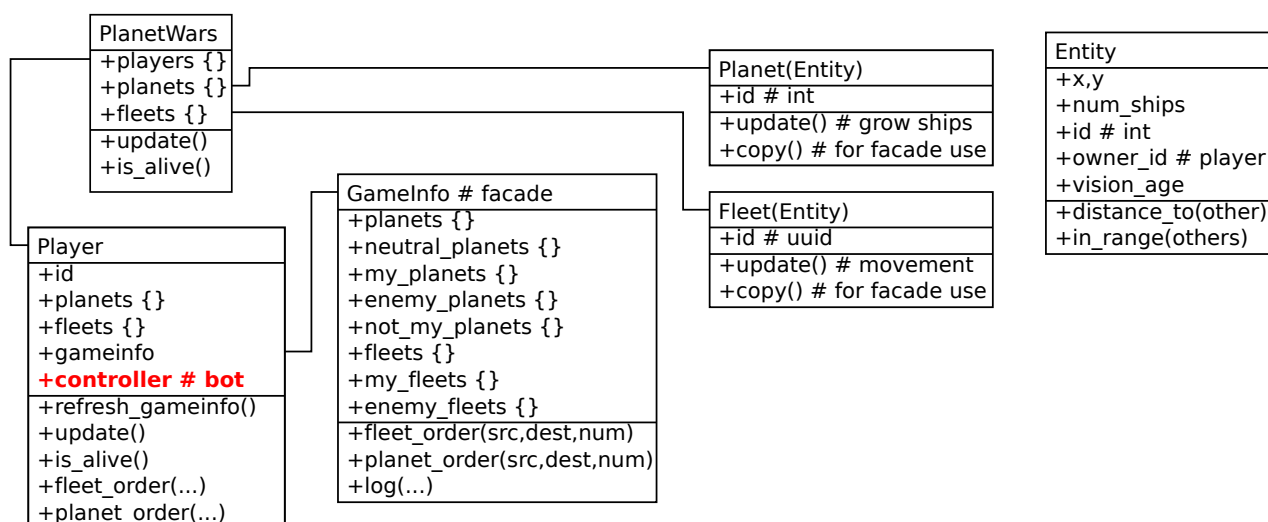 PlanetWars
+players {}
+planets {}
+fleets {}
+update()
+is_alive()
Planet(Entity)
+id # int
+update() # grow ships
+copy() # for facade use
Entity
+x,y
+num_ships
+id # int
+owner_id # player
+vision_age
+distance_to(other)
+in_range(others)
GameInfo # facade
+planets {}
+neutral_planets {}
+my_planets {}
+enemy_planets {}
+not_my_planets {}
+fleets {}
+my_fleets {}
+enemy_fleets {}
+fleet_order(src,dest,num)
+planet_order(src,dest,num)
+log(...)
Fleet(Entity)
+id # uuid
+update() # movement
+copy() # for facade use
Player
+id
+planets {}
+fleets {}
+gameinfo
+controller # bot
+refresh_gameinfo()
+update()
+is_alive()
+fleet_order(...)
+planet_order(...)